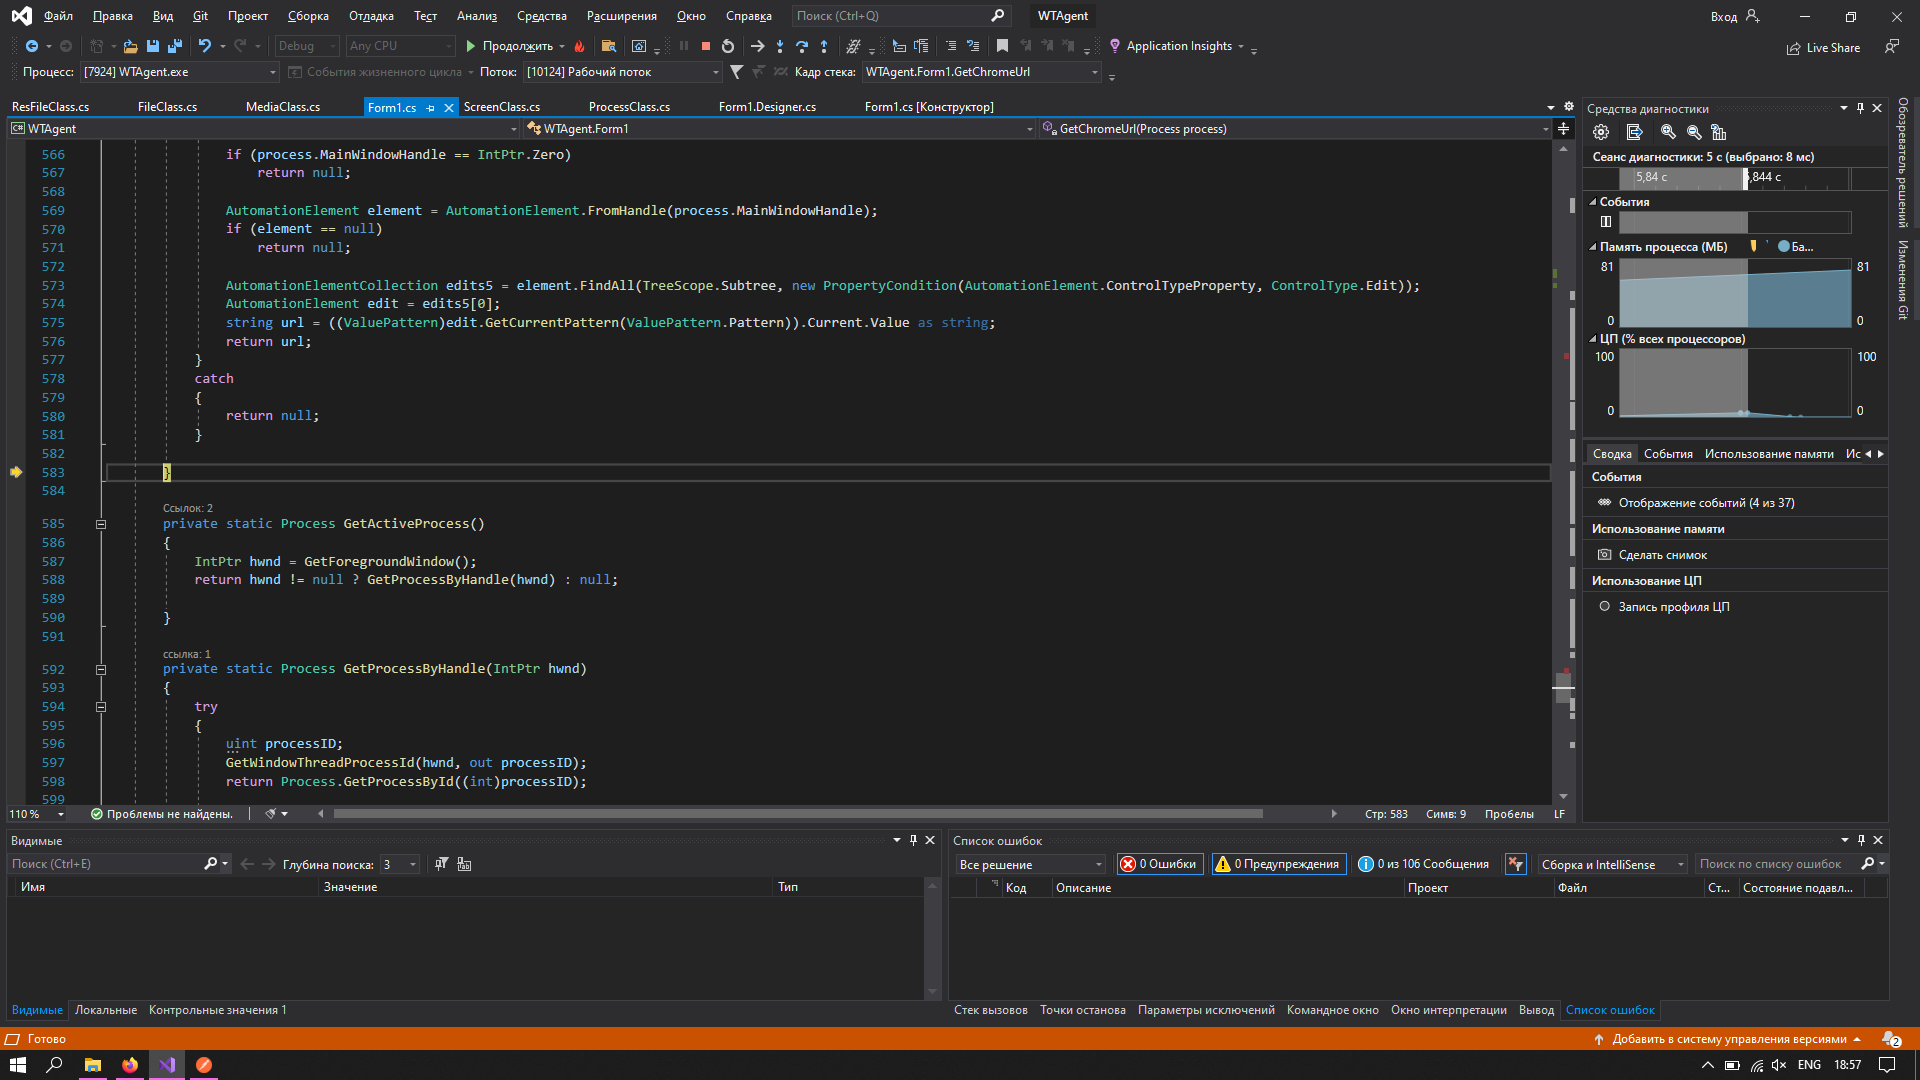 Файл Правка Вид Git Проект Сборка Отладка Тест Анализ Средства Расширения Окно Справка Поиск (Ctrl+Q) WTAgent Вход
Debug Any CPU Продолжить Application Insights Live Share
Процесс: [7924] WTAgent.exe События жизненного цикла Поток: [10124] Рабочий поток Кадр стека: WTAgent.Form1.GetChromeUrl
ResFileClass.cs FileClass.cs MediaClass.cs Form1.cs ScreenClass.cs ProcessClass.cs Form1.Designer.cs Form1.cs [Конструктор]
WTAgent WTAgent.Form1 GetChromeUrl(Process process)
566 if (process.MainWindowHandle == IntPtr.Zero)
567 return null;
568
569 AutomationElement element = AutomationElement.FromHandle(process.MainWindowHandle);
570 if (element == null)
571 return null;
572
573 AutomationElementCollection edits5 = element.FindAll(TreeScope.Subtree, new PropertyCondition(AutomationElement.ControlTypeProperty, ControlType.Edit));
574 AutomationElement edit = edits5[0];
575 string url = ((ValuePattern)edit.GetCurrentPattern(ValuePattern.Pattern)).Current.Value as string;
576 return url;
577 }
578 catch
579 {
580 return null;
581 }
582
583 }
584
Ссылок: 2
585 private static Process GetActiveProcess()
586 {
587 IntPtr hwnd = GetForegroundWindow();
588 return hwnd != null ? GetProcessByHandle(hwnd) : null;
589
590 }
591
ссылка: 1
592 private static Process GetProcessByHandle(IntPtr hwnd)
593 {
594 try
595 {
596 uint processID;
597 GetWindowThreadProcessId(hwnd, out processID);
598 return Process.GetProcessById((int)processID);
599
110 % Проблемы не найдены. Стр: 583 Симв: 9 Пробелы LF
Средства диагностики
Сеанс диагностики: 5 с (выбрано: 8 мс)
5,84 с ,844 с
События
Память процесса (МБ) Ба...
81 81
0 0
ЦП (% всех процессоров)
100 100
0 0
Сводка События Использование памяти Ис
События
Отображение событий (4 из 37)
Использование памяти
Сделать снимок
Использование ЦП
Запись профиля ЦП
Обозреватель решений
Изменения Git
Видимые
Поиск (Ctrl+E) Глубина поиска: 3
Имя Значение Тип
Видимые Локальные Контрольные значения 1
Список ошибок
Все решение 0 Ошибки 0 Предупреждения 0 из 106 Сообщения Сборка и IntelliSense Поиск по списку ошибок
Код Описание Проект Файл Ст... Состояние подавл...
Стек вызовов Точки останова Параметры исключений Командное окно Окно интерпретации Вывод Список ошибок
Готово Добавить в систему управления версиями 2
ENG 18:57